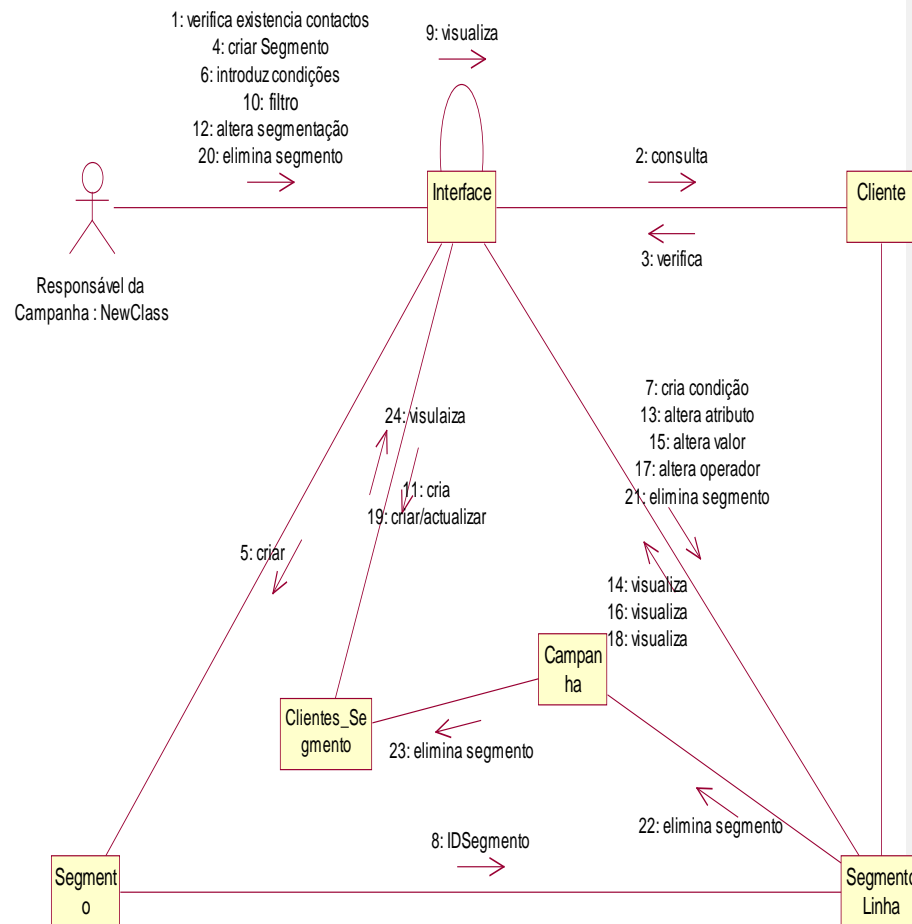 1: verifica existencia contactos
4: criar Segmento
6: introduz condições
10: filtro
12: altera segmentação
20: elimina segmento
9: visualiza
Interface
2: consulta
3: verifica
Cliente
Responsável da
Campanha : NewClass
7: cria condição
13: altera atributo
15: altera valor
17: altera operador
21: elimina segmento
24: visulaiza
11: cria
19: criar/actualizar
5: criar
14: visualiza
16: visualiza
18: visualiza
Campan
ha
Clientes_Se
gmento
23: elimina segmento
22: elimina segmento
8: IDSegmento
Segment
o
Segmento
Linha